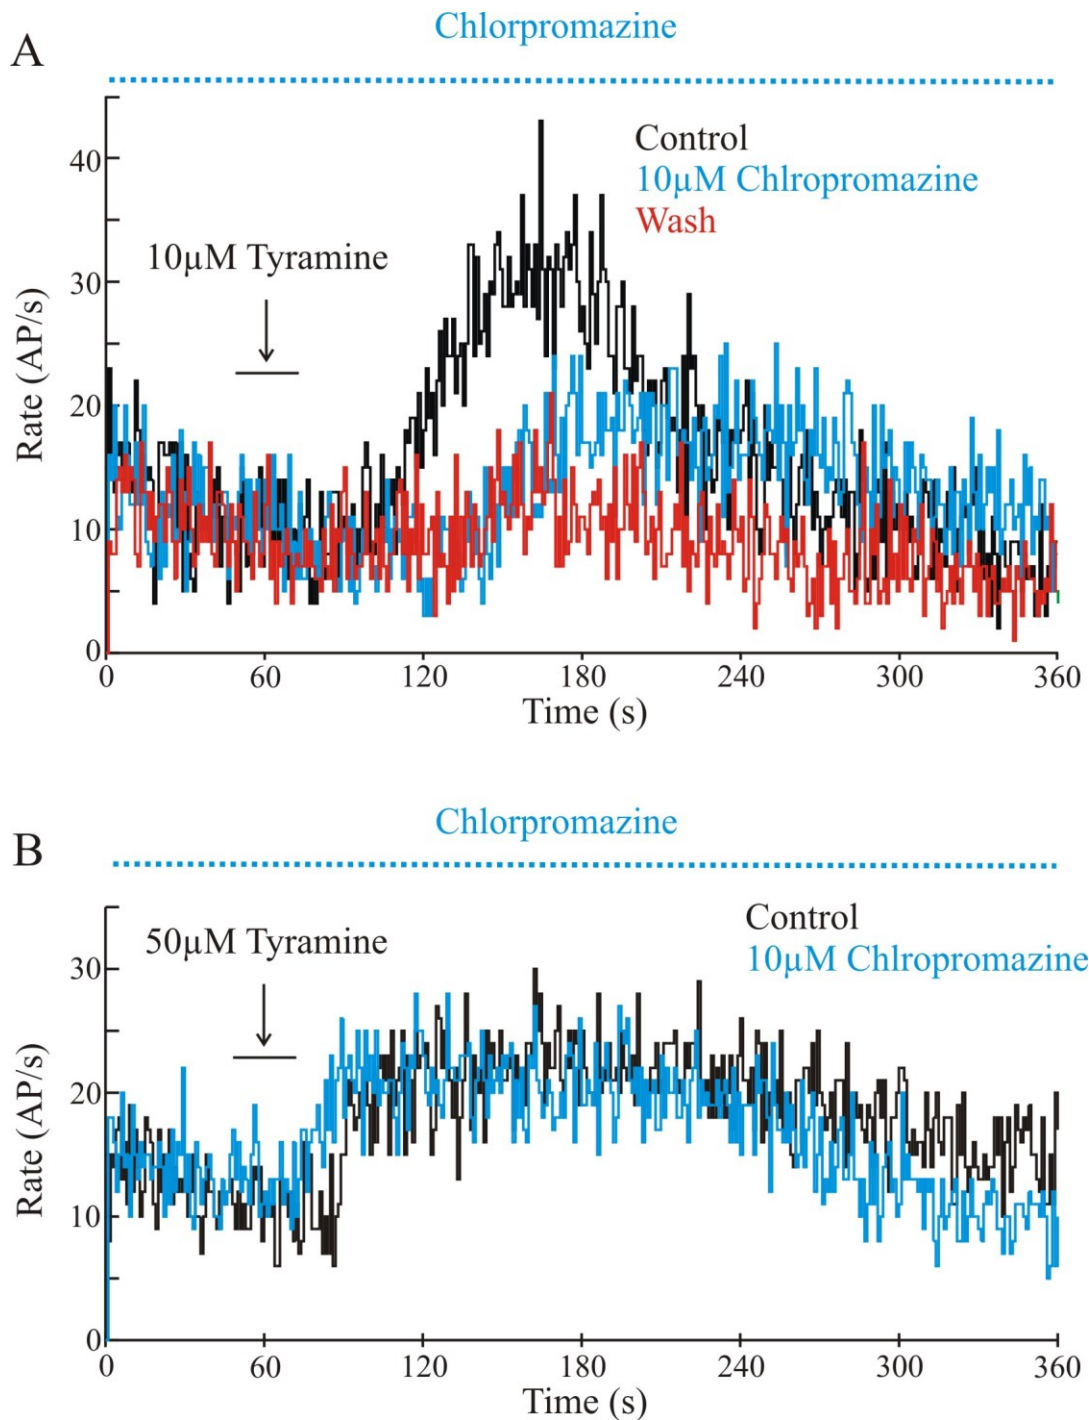 Chlorpromazine
A
Control
10µM Chlropromazine
Wash
10µM Tyramine
Rate (AP/s)
40
30
20
10
0
0 60 120 180 240 300 360
Time (s)
Chlorpromazine
B
Control
10µM Chlropromazine
50µM Tyramine
Rate (AP/s)
30
20
10
0
0 60 120 180 240 300 360
Time (s)